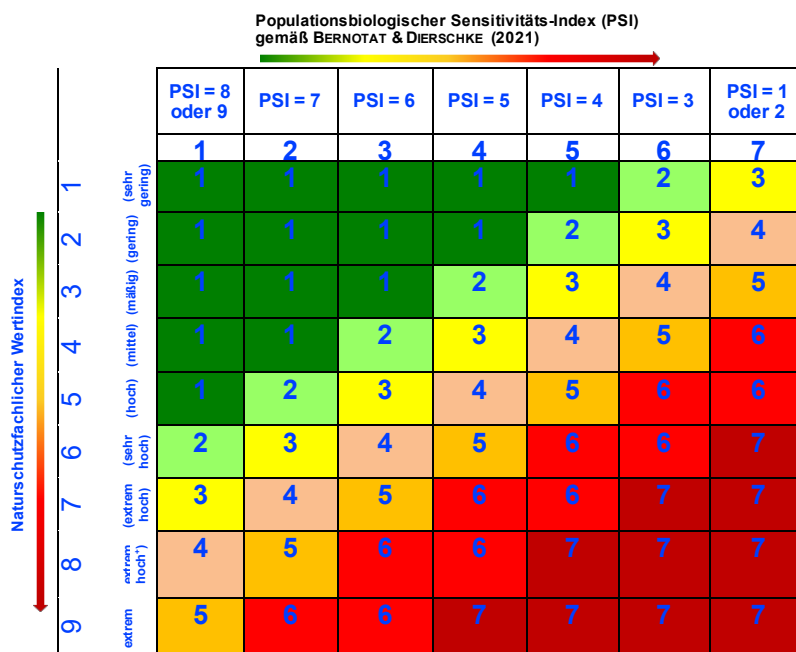 Populationsbiologischer Sensitivitäts-Index (PSI)
gemäß BERNOTAT & DIERSCHKE (2021)
PSI = 8 oder 9 PSI = 7 PSI = 6 PSI = 5 PSI = 4 PSI = 3 PSI = 1 oder 2
1 2 3 4 5 6 7
Naturschutzfachlicher Wertindex
1 (sehr gering) 1 1 1 1 1 2 3
2 (gering) 1 1 1 1 2 3 4
3 (mäßig) 1 1 1 2 3 4 5
4 (mittel) 1 1 2 3 4 5 6
5 (hoch) 1 2 3 4 5 6 6
6 (sehr hoch) 2 3 4 5 6 6 7
7 (extrem hoch) 3 4 5 6 6 7 7
8 extrem hoch⁺) 4 5 6 6 7 7 7
9 extrem 5 6 6 7 7 7 7